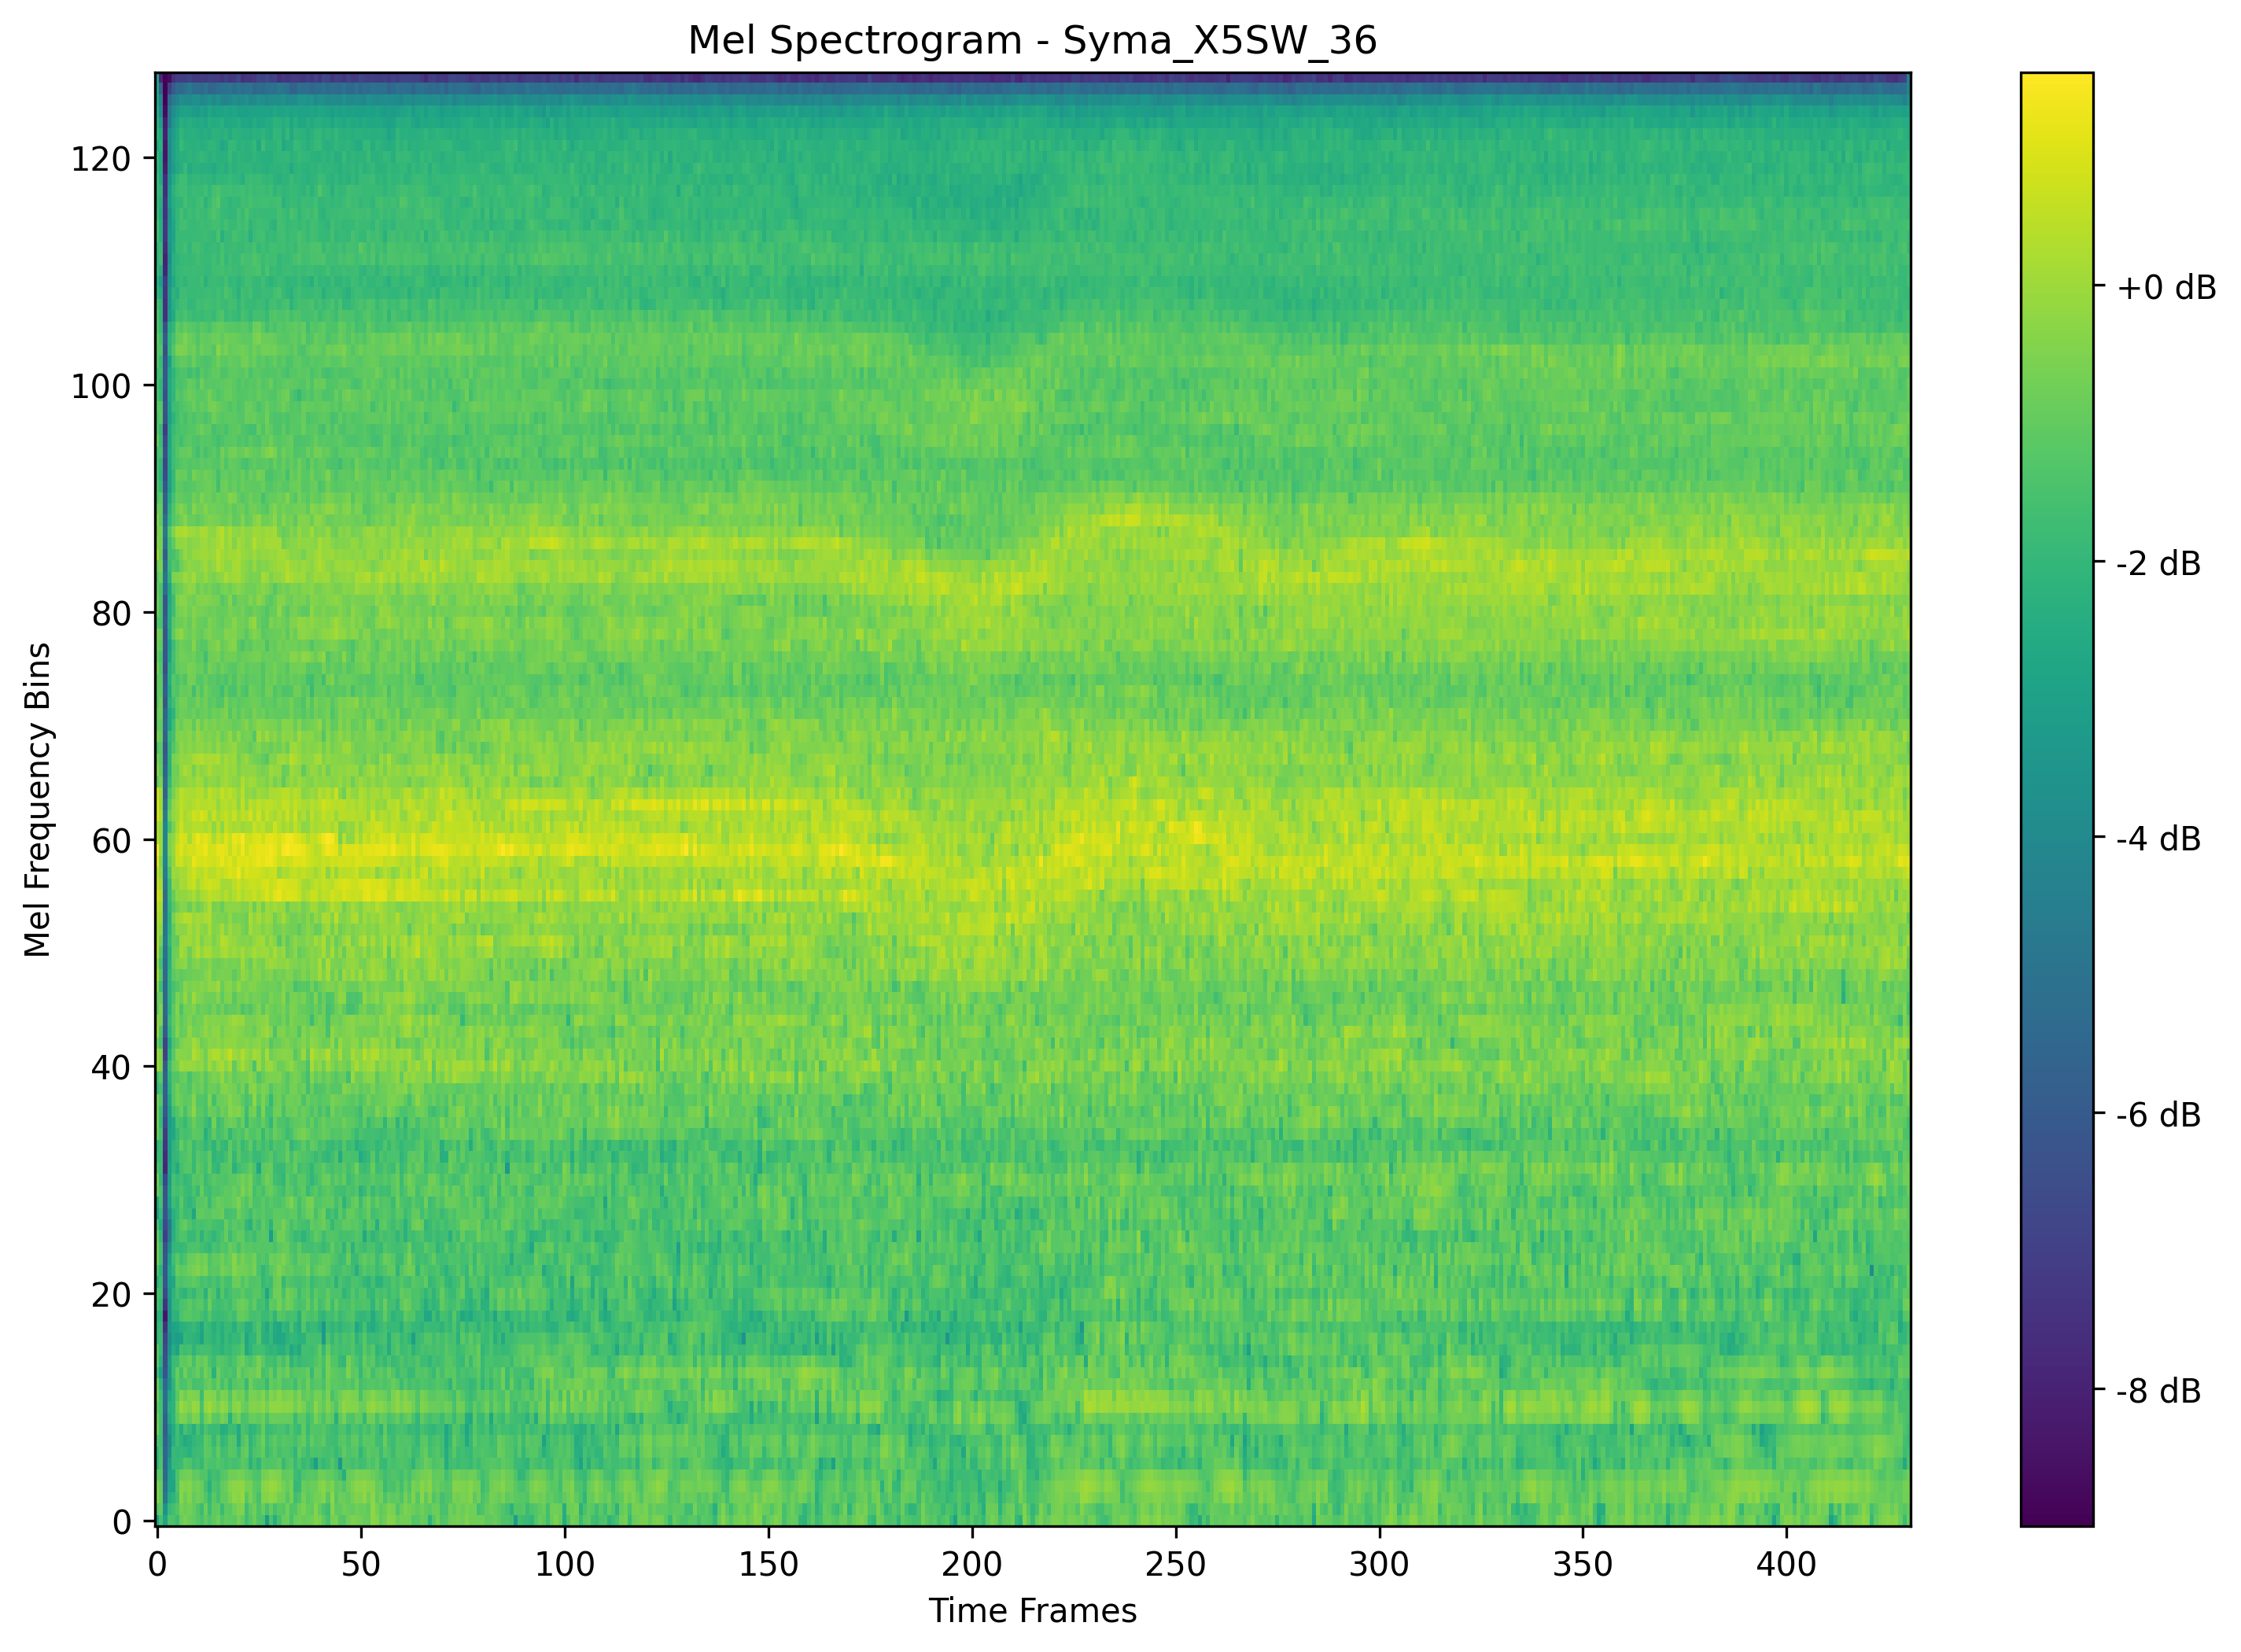 Mel Spectrogram - Syma_X5SW_36
120
100
80
60
40
20
0
Mel Frequency Bins
0 50 100 150 200 250 300 350 400
Time Frames
+0 dB
-2 dB
-4 dB
-6 dB
-8 dB